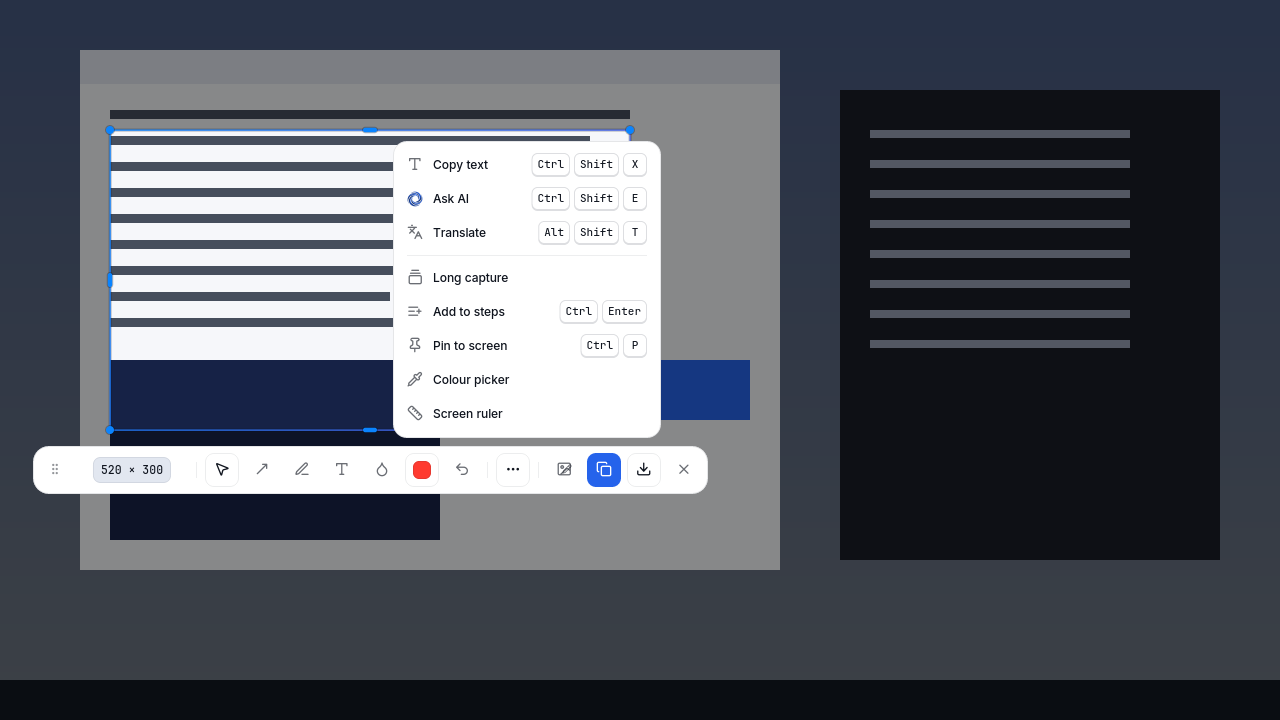 Copy text Ctrl Shift X
Ask AI Ctrl Shift E
Translate Alt Shift T
Long capture
Add to steps Ctrl Enter
Pin to screen Ctrl P
Colour picker
Screen ruler
520 × 300